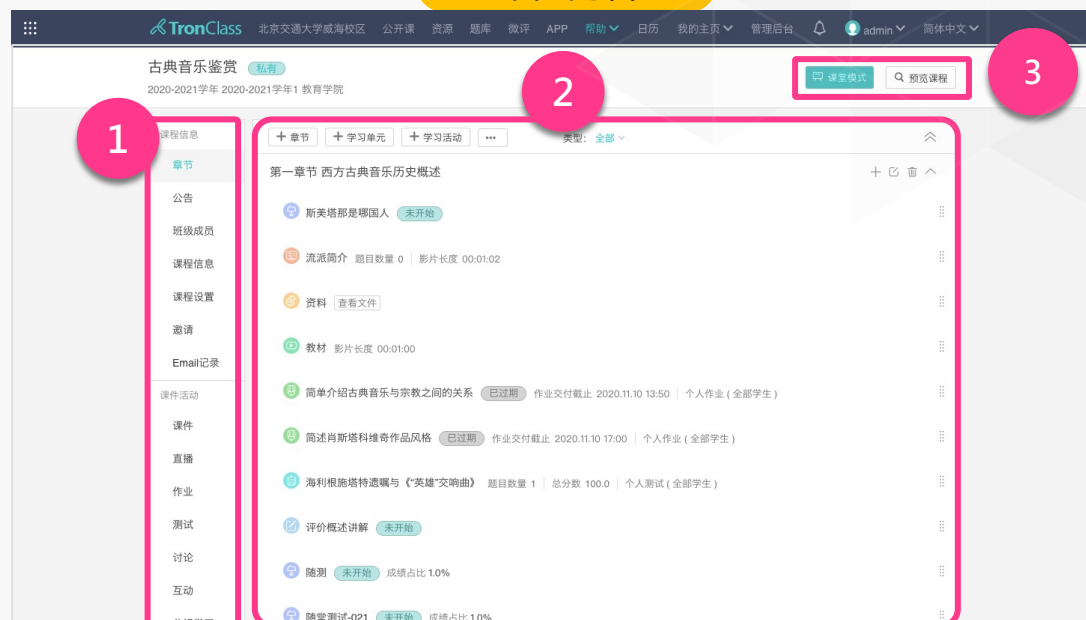 TronClass 北京交通大学威海校区 公开课 资源 题库 微评 APP 帮助 日历 我的主页 管理后台 admin 简体中文
古典音乐鉴赏 私有
2020-2021学年 2020-2021学年1 教育学院
课堂模式 预览课程
1
2
3
课程信息
章节
公告
班级成员
课程信息
课程设置
邀请
Email记录
课件活动
课件
直播
作业
测试
讨论
互动
+ 章节 + 学习单元 + 学习活动 ••• 类型: 全部
第一章节 西方古典音乐历史概述
斯美塔那是哪国人 未开始
流派简介 题目数量 0 影片长度 00:01:02
资料 查看文件
教材 影片长度 00:01:00
简单介绍古典音乐与宗教之间的关系 已过期 作业交付截止 2020.11.10 13:50 个人作业 ( 全部学生 )
简述肖斯塔科维奇作品风格 已过期 作业交付截止 2020.11.10 17:00 个人作业 ( 全部学生 )
海利根施塔特遗嘱与《“英雄”交响曲》 题目数量 1 总分数 100.0 个人测试 ( 全部学生 )
评价概述讲解 未开始
随测 未开始 成绩占比 1.0%
随堂测试-021 未开始 成绩占比 1.0%